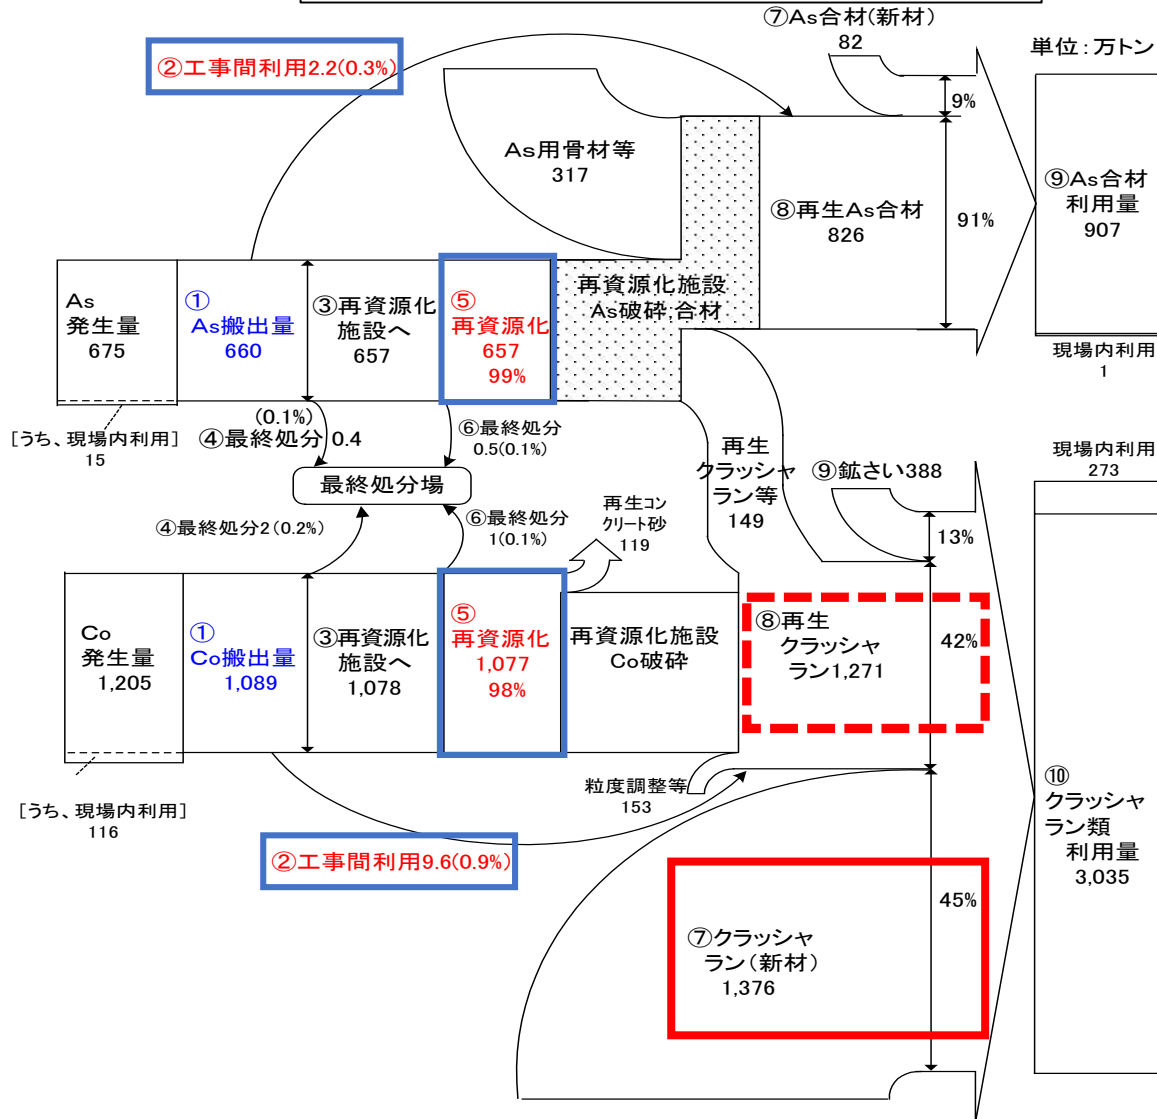 ⑦As合材(新材)
82
単位：万トン
②工事間利用2.2(0.3%)
9%
As用骨材等
317
⑧再生As合材
826
91%
⑨As合材
利用量
907
As
発生量
675
①
As搬出量
660
③再資源化
施設へ
657
⑤
再資源化
657
99%
再資源化施設
As破砕,合材
現場内利用
1
[うち、現場内利用]
15
(0.1%)
④最終処分 0.4
⑥最終処分
0.5(0.1%)
最終処分場
再生
クラッシャ
ラン等
149
⑨鉱さい388
現場内利用
273
④最終処分2(0.2%)
⑥最終処分
1(0.1%)
再生コン
クリート砂
119
13%
Co
発生量
1,205
①
Co搬出量
1,089
③再資源化
施設へ
1,078
⑤
再資源化
1,077
98%
再資源化施設
Co破砕
⑧再生
クラッシャ
ラン1,271
42%
[うち、現場内利用]
116
粒度調整等
153
②工事間利用9.6(0.9%)
⑦クラッシャ
ラン(新材)
1,376
45%
⑩
クラッシャ
ラン類
利用量
3,035